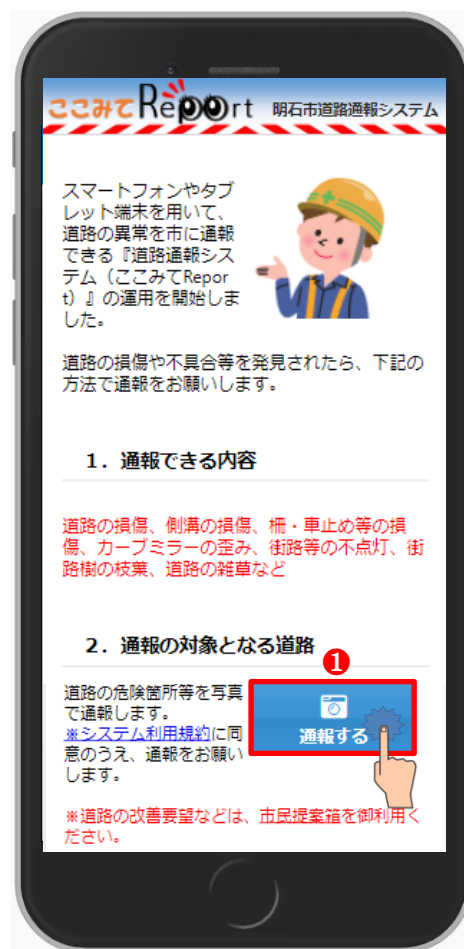 ここみてReport 明石市道路通報システム
スマートフォンやタブ
レット端末を用いて、
道路の異常を市に通報
できる『道路通報シス
テム（ここみてRepor
t）』の運用を開始しま
した。
道路の損傷や不具合等を発見されたら、下記の
方法で通報をお願いします。
1．通報できる内容
道路の損傷、側溝の損傷、柵・車止め等の損
傷、カーブミラーの歪み、街路等の不点灯、街
路樹の枝葉、道路の雑草など
2．通報の対象となる道路
❶
道路の危険箇所等を写真
で通報します。
※システム利用規約に同
意のうえ、通報をお願い
します。
通報する
※道路の改善要望などは、市民提案箱を御利用く
ださい。